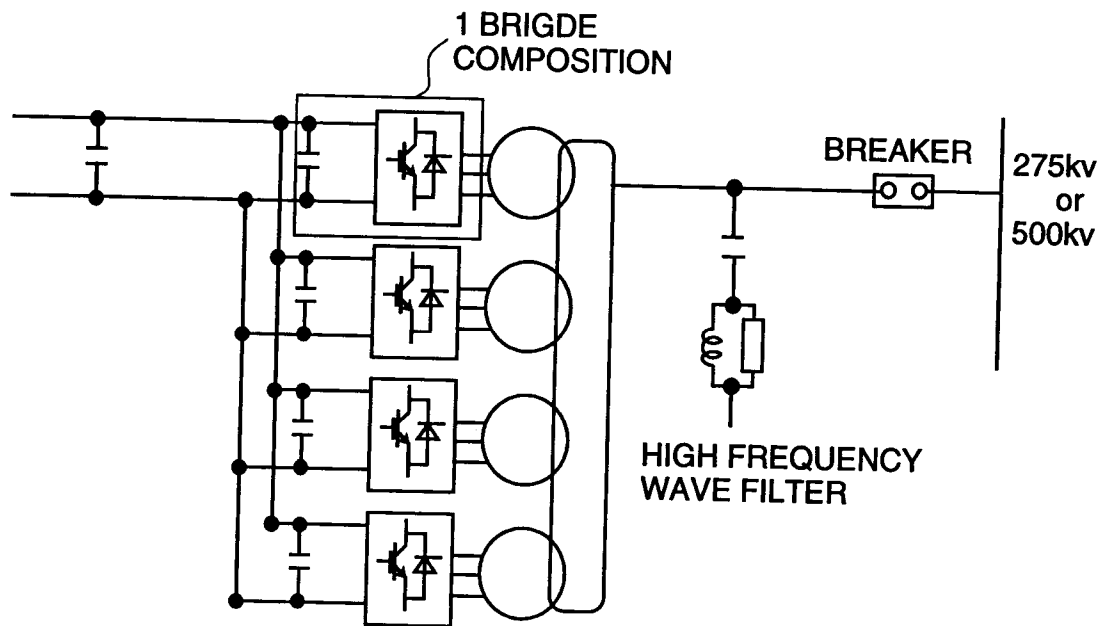 1 BRIGDE
COMPOSITION
BREAKER
275kv
or
500kv
HIGH FREQUENCY
WAVE FILTER